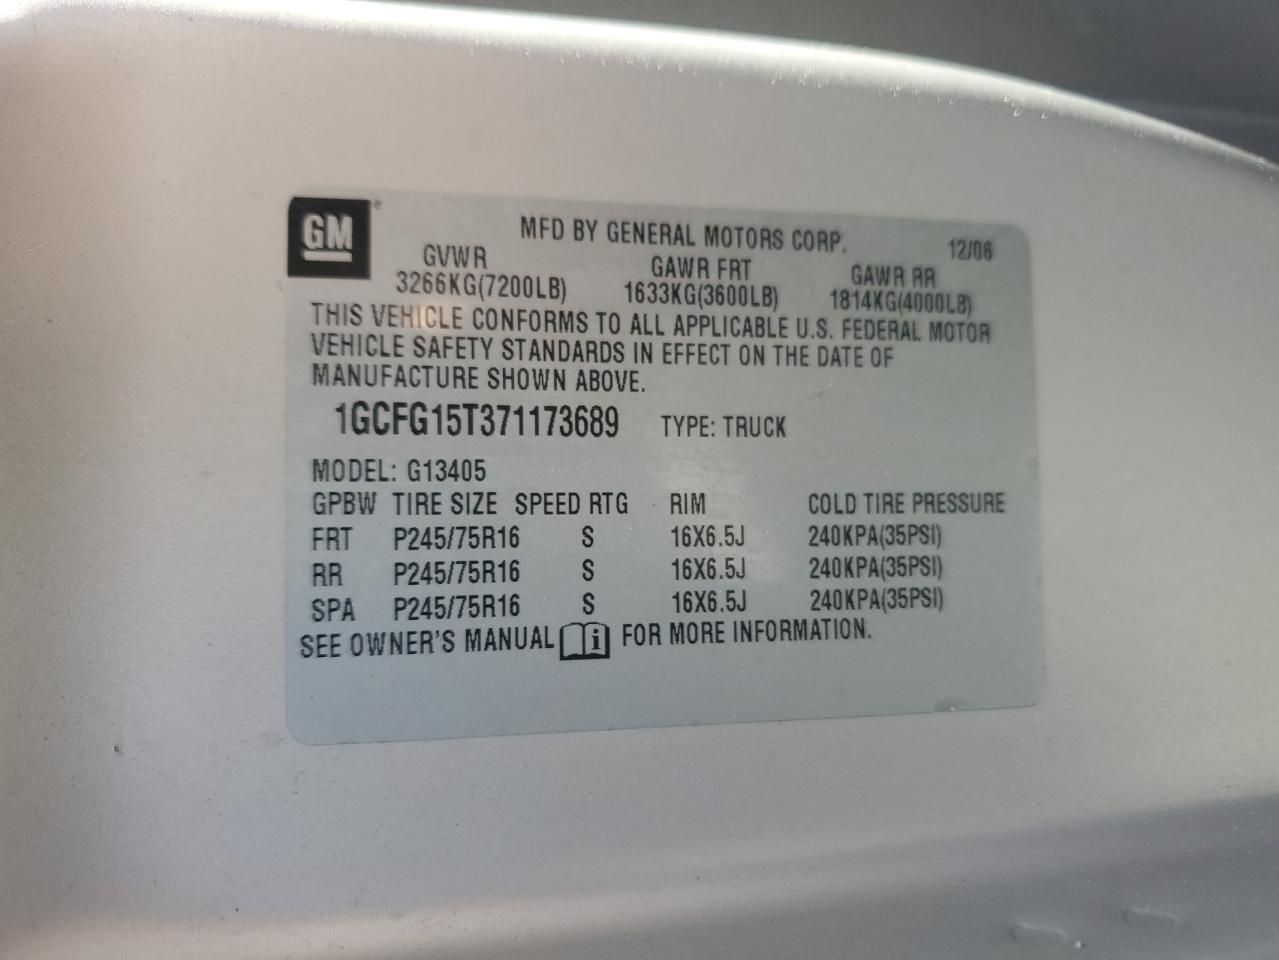 GM®
MFD BY GENERAL MOTORS CORP. 12/06
GVWR GAWR FRT GAWR RR
3266KG(7200LB) 1633KG(3600LB) 1814KG(4000LB)
THIS VEHICLE CONFORMS TO ALL APPLICABLE U.S. FEDERAL MOTOR
VEHICLE SAFETY STANDARDS IN EFFECT ON THE DATE OF
MANUFACTURE SHOWN ABOVE.
1GCFG15T371173689 TYPE: TRUCK
MODEL: G13405
GPBW TIRE SIZE SPEED RTG RIM COLD TIRE PRESSURE
FRT P245/75R16 S 16X6.5J 240KPA(35PSI)
RR P245/75R16 S 16X6.5J 240KPA(35PSI)
SPA P245/75R16 S 16X6.5J 240KPA(35PSI)
SEE OWNER'S MANUAL i FOR MORE INFORMATION.